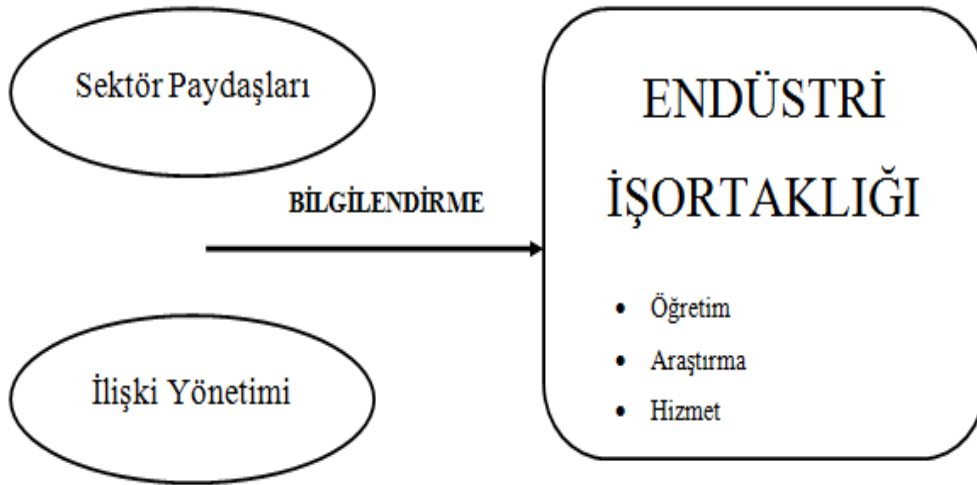 Sektör Paydaşları
BİLGİLENDİRME
İlişki Yönetimi
ENDÜSTRİ
İŞORTAKLIĞI
• Öğretim
• Araştırma
• Hizmet